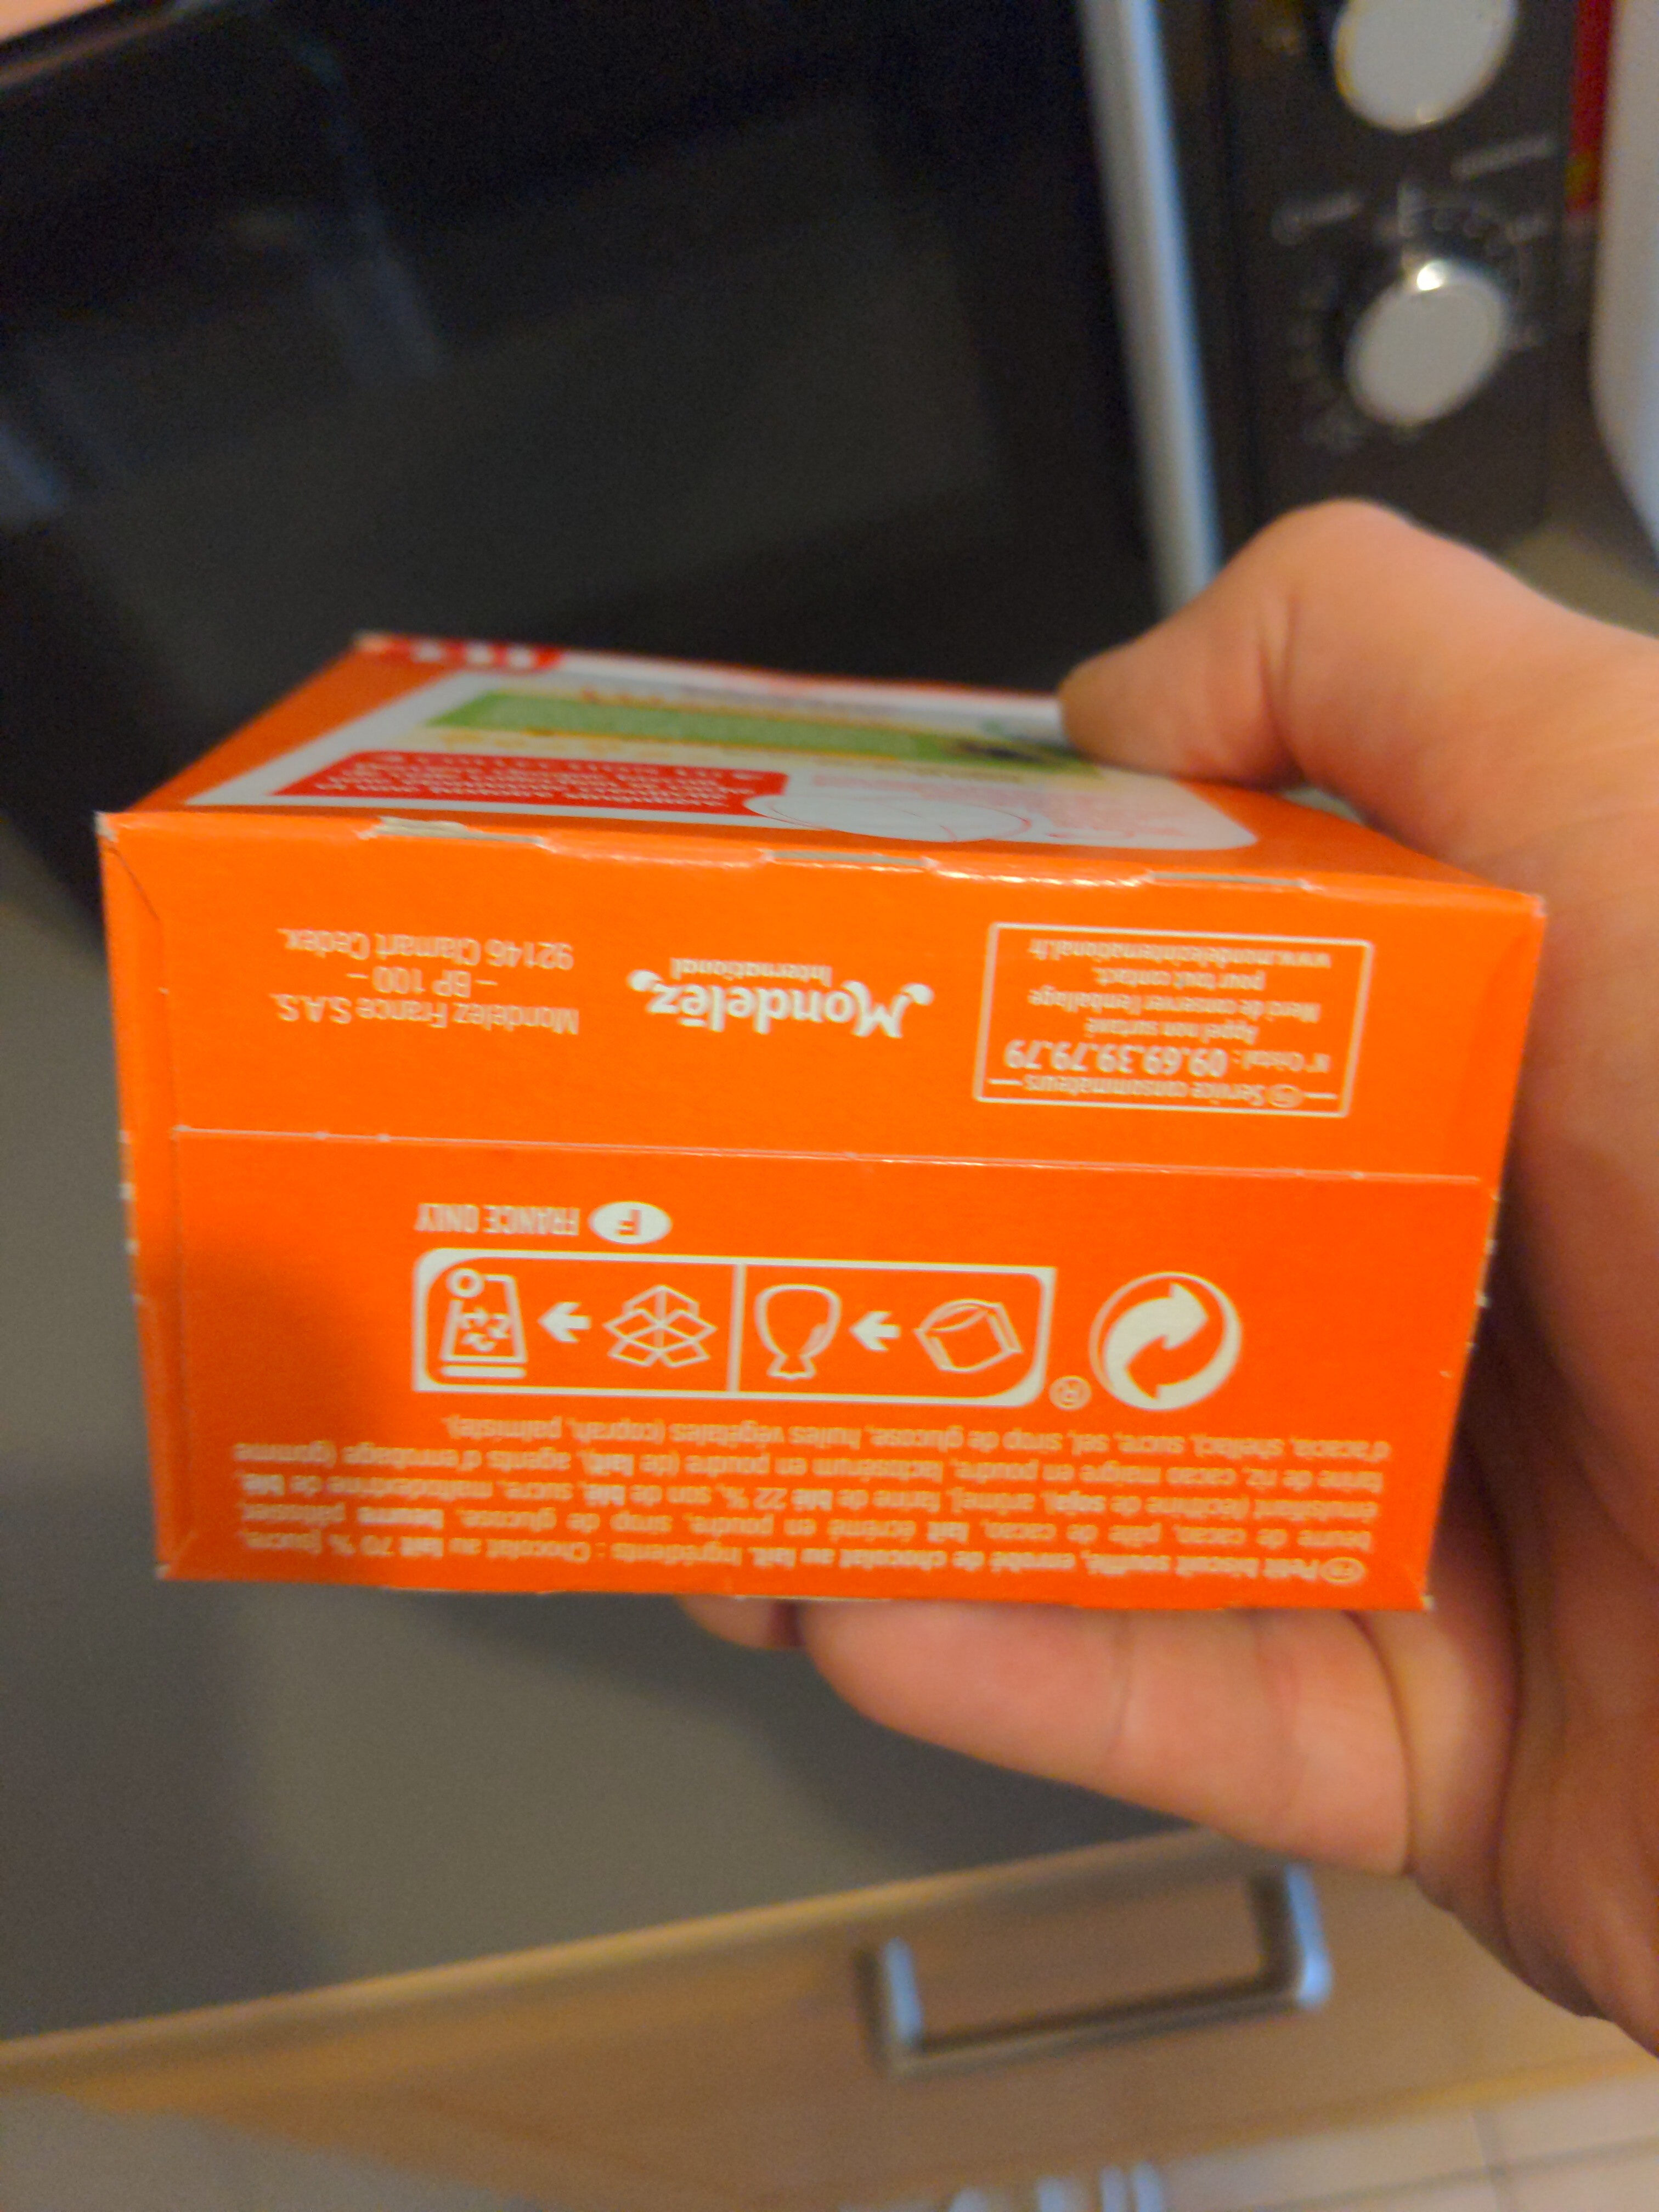 FR Petit biscuit soufflé, enrobé de chocolat au lait. Ingrédients : Chocolat au lait 70 % [sucre,
beurre de cacao, pâte de cacao, lait écrémé en poudre, sirop de glucose, beurre pâtissier,
émulsifiant (lécithine de soja), arôme], farine de blé 22 %, son de blé, sucre, maltodextrine de blé,
farine de riz, cacao maigre en poudre, lactosérum en poudre (de lait), agents d'enrobage (gomme
d'acacia, shellac), sucre, sel, sirop de glucose, huiles végétales (coprah, palmiste).
®
F FRANCE ONLY
FR Service consommateurs
N° Cristal : 09.69.39.79.79
Appel non surtaxé
Merci de conserver l'emballage
pour tout contact.
www.mondelezinternational.fr
Mondelēz
International
Mondelez France S.A.S.
– BP 100 –
92146 Clamart Cedex.